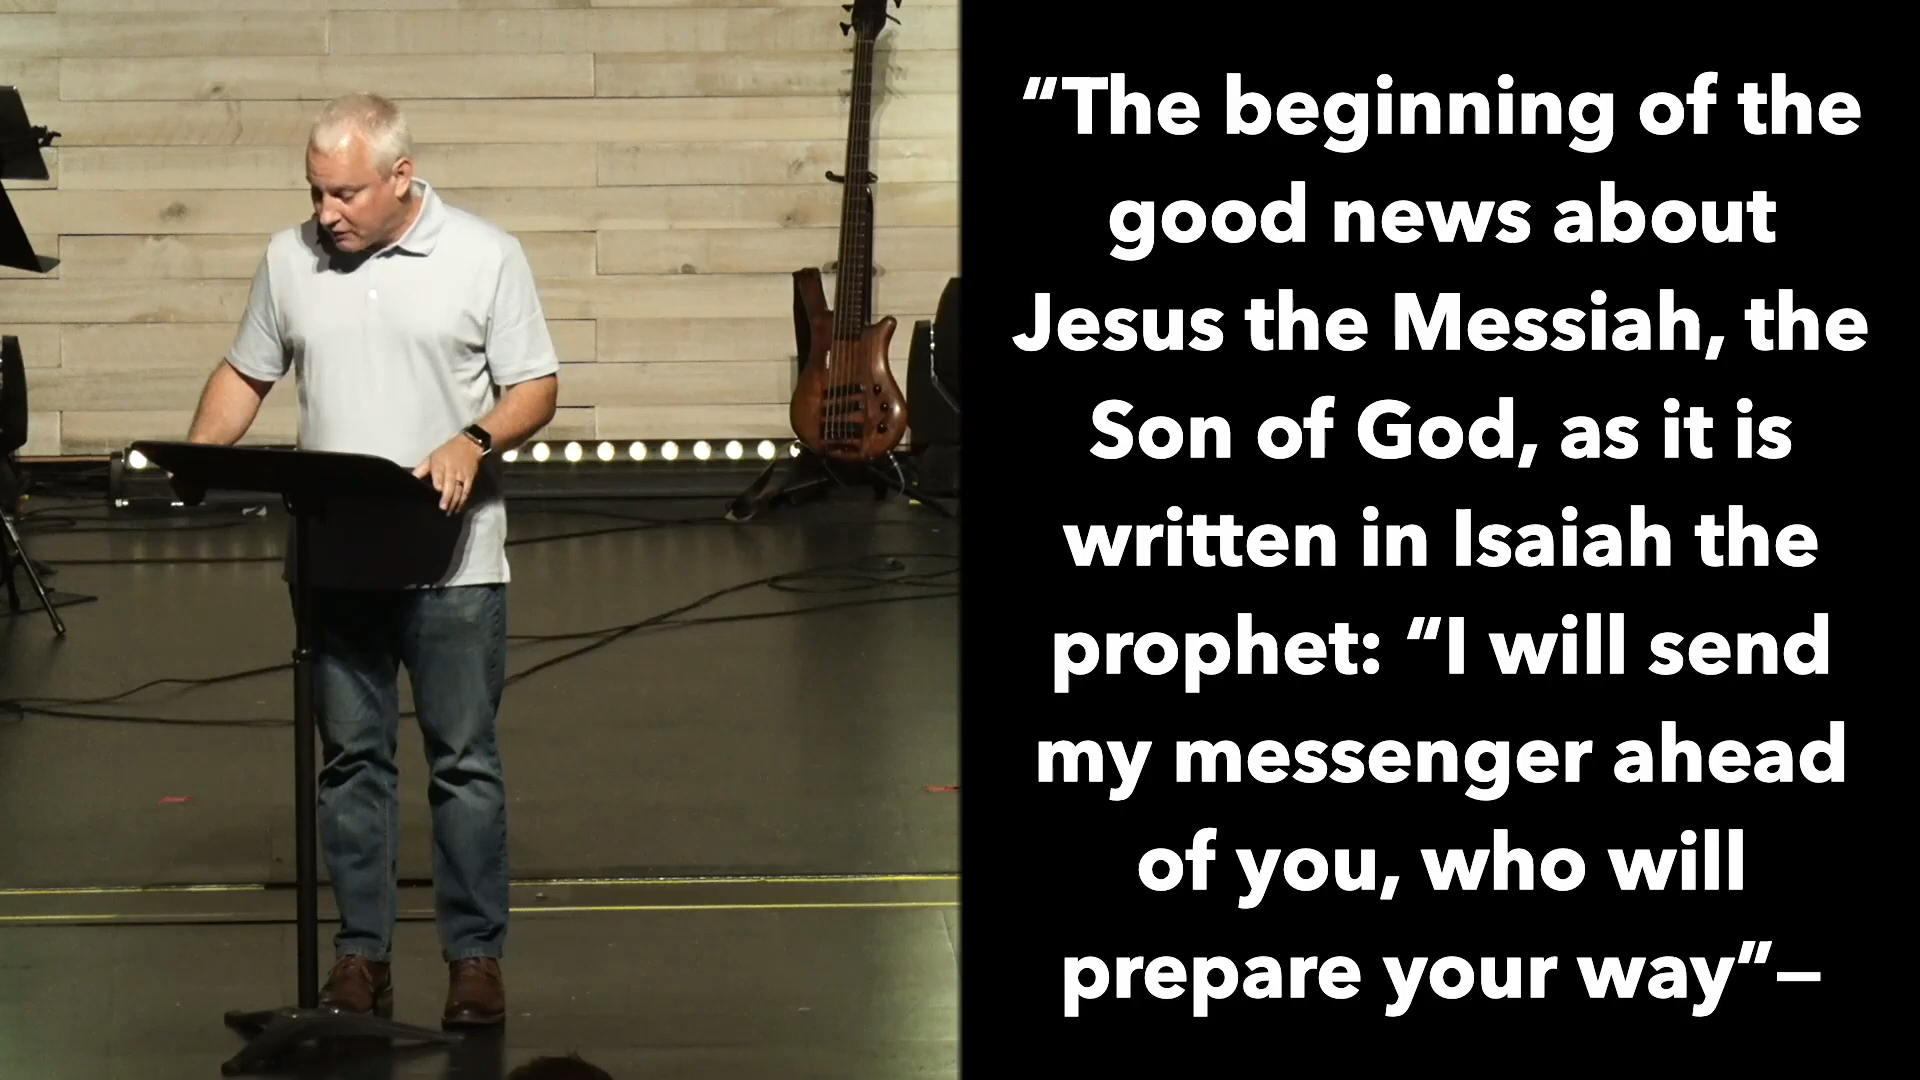 “The beginning of the
good news about
Jesus the Messiah, the
Son of God, as it is
written in Isaiah the
prophet: “I will send
my messenger ahead
of you, who will
prepare your way”—